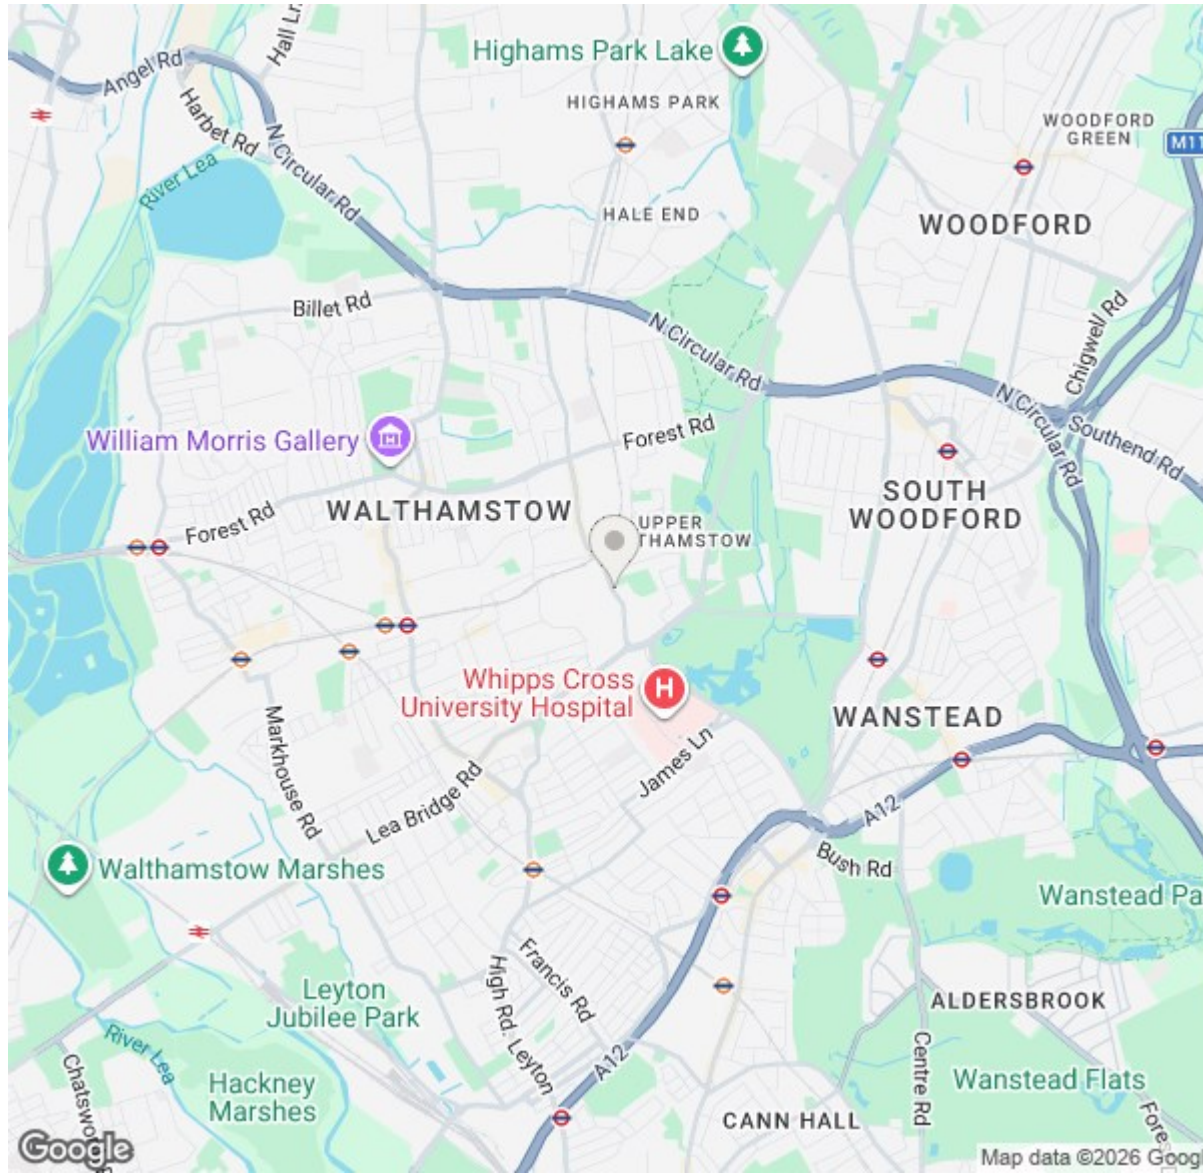 Highams Park Lake
Hall Ln
Angel Rd
HIGHAMS PARK
Harbet Rd
WOODFORD
GREEN
M11
N Circular Rd
River Lea
HALE END
WOODFORD
Billet Rd
N Circular Rd
Chigwell Rd
N Circular Rd
Southend Rd
William Morris Gallery
Forest Rd
WALTHAMSTOW
SOUTH
WOODFORD
Forest Rd
UPPER
THAMSTOW
Whipps Cross
University Hospital
H
WANSTEAD
Markhouse Rd
James Ln
Lea Bridge Rd
A12
Bush Rd
Walthamstow Marshes
Wanstead Pa
Francis Rd
High Rd. Leyton
Leyton
Jubilee Park
ALDERSBROOK
River Lea
A12
Centre Rd
Chatswo
Hackney
Marshes
Wanstead Flats
Fores
CANN HALL
Google
Map data ©2026 Goog